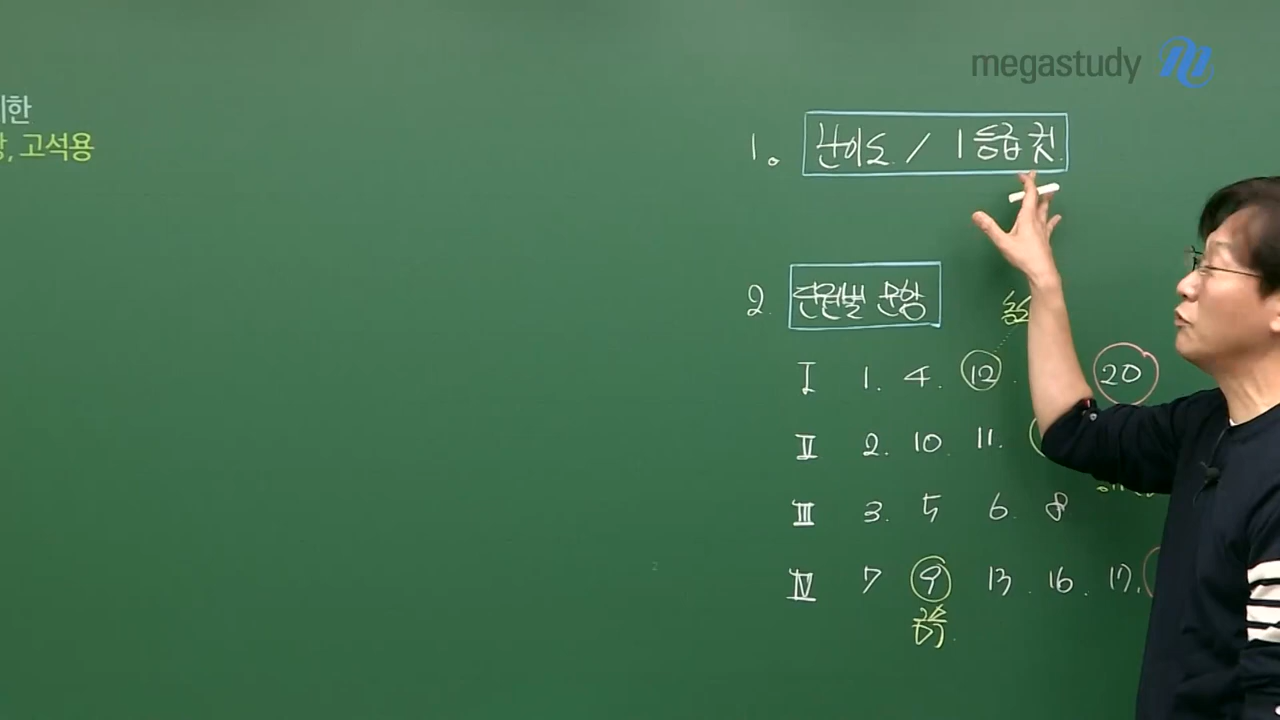 megastudy
한
, 고석용
1. 난이도 / 1등급컷
2. 단원별 문항
I 1. 4. 12 20
II 2. 10 11.
III 3. 5 6. 8
IV 7 9 13. 16. 17.